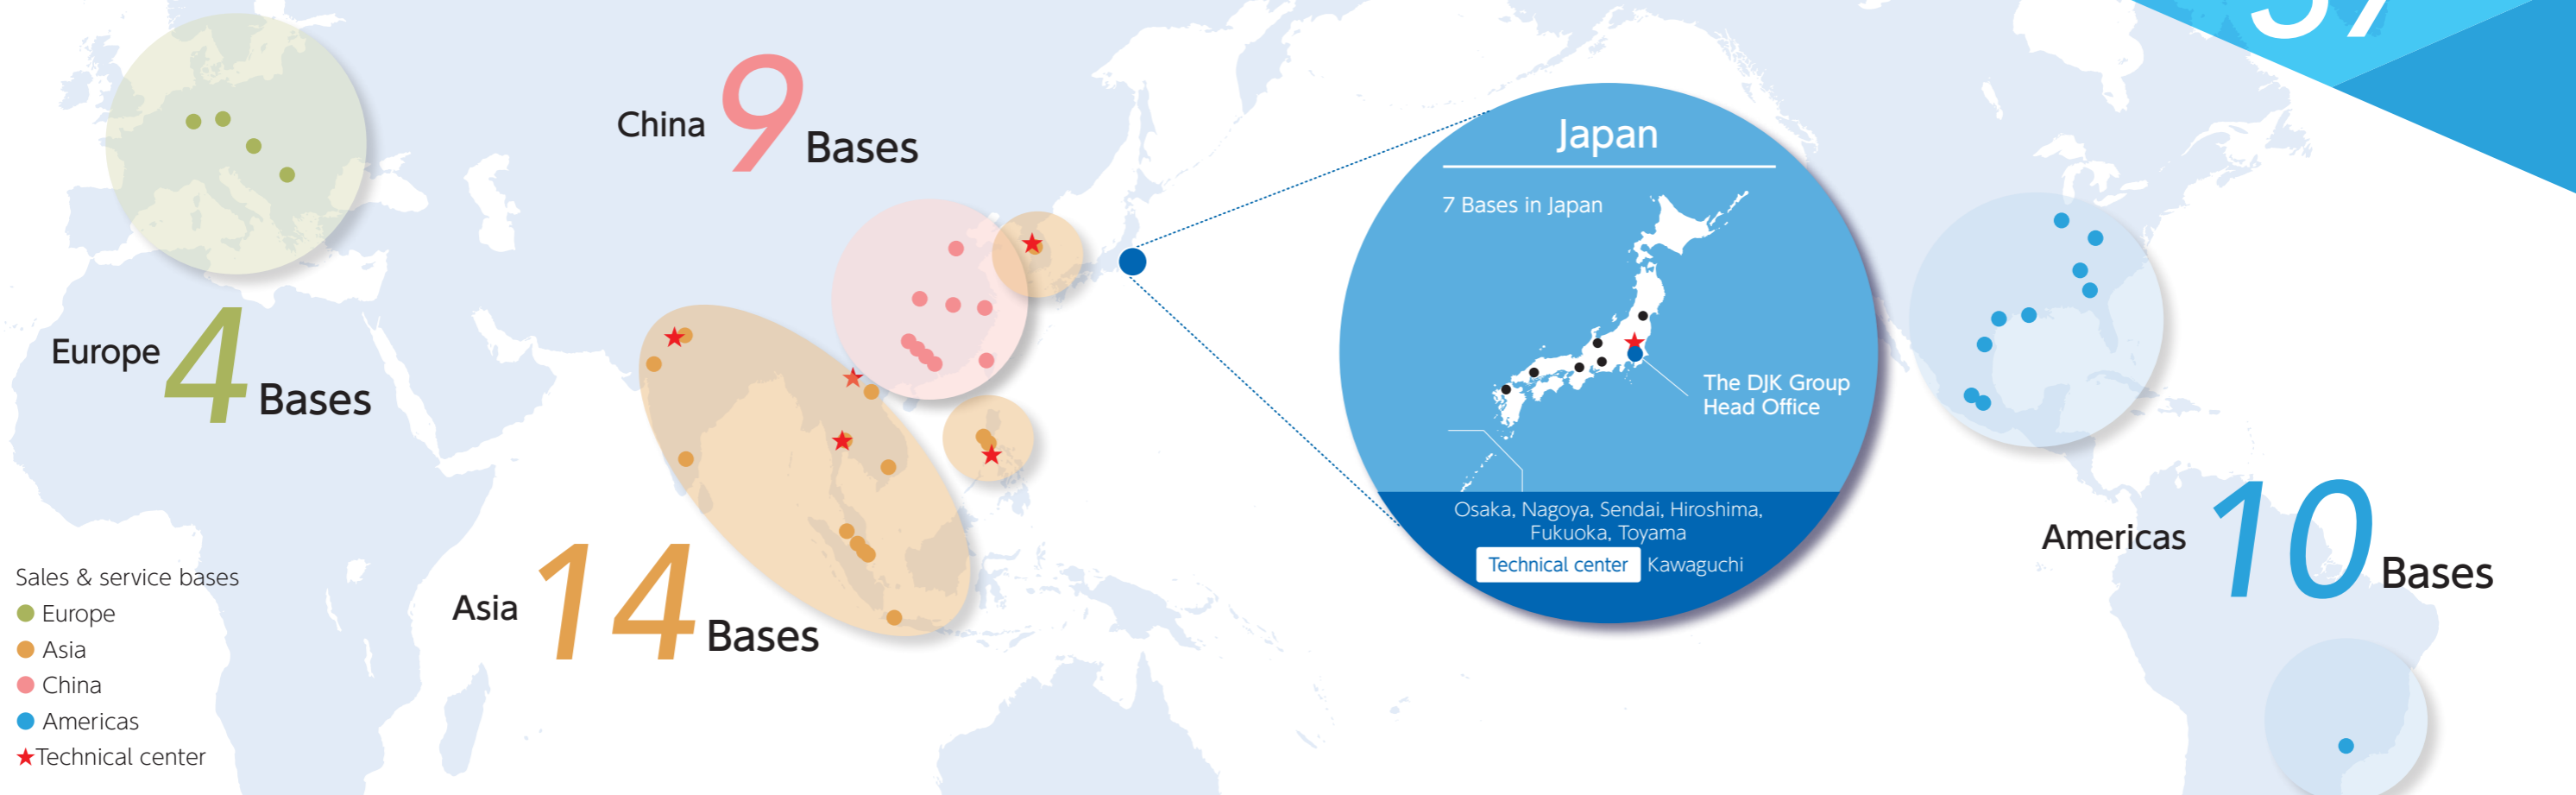 China 9 Bases
Japan
7 Bases in Japan
The DJK Group
Head Office
Osaka, Nagoya, Sendai, Hiroshima,
Fukuoka, Toyama
Technical center Kawaguchi
Europe 4 Bases
Asia 14 Bases
Americas 10 Bases
Sales & service bases
Europe
Asia
China
Americas
★Technical center